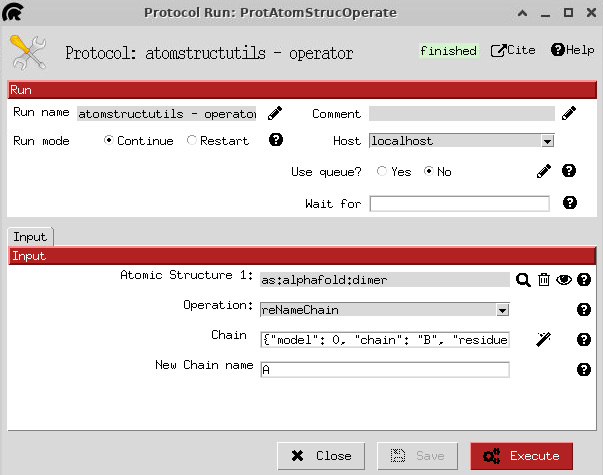 Protocol Run: ProtAtomStrucOperate
Protocol: atomstructutils - operator
finished
Cite
Help
Run
Run name atomstructutils - operator
Comment
Run mode Continue Restart
Host localhost
Use queue? Yes No
Wait for
Input
Input
Atomic Structure 1: as:alphafold:dimer
Operation: reNameChain
Chain {"model": 0, "chain": "B", "residue
New Chain name A
Close Save Execute